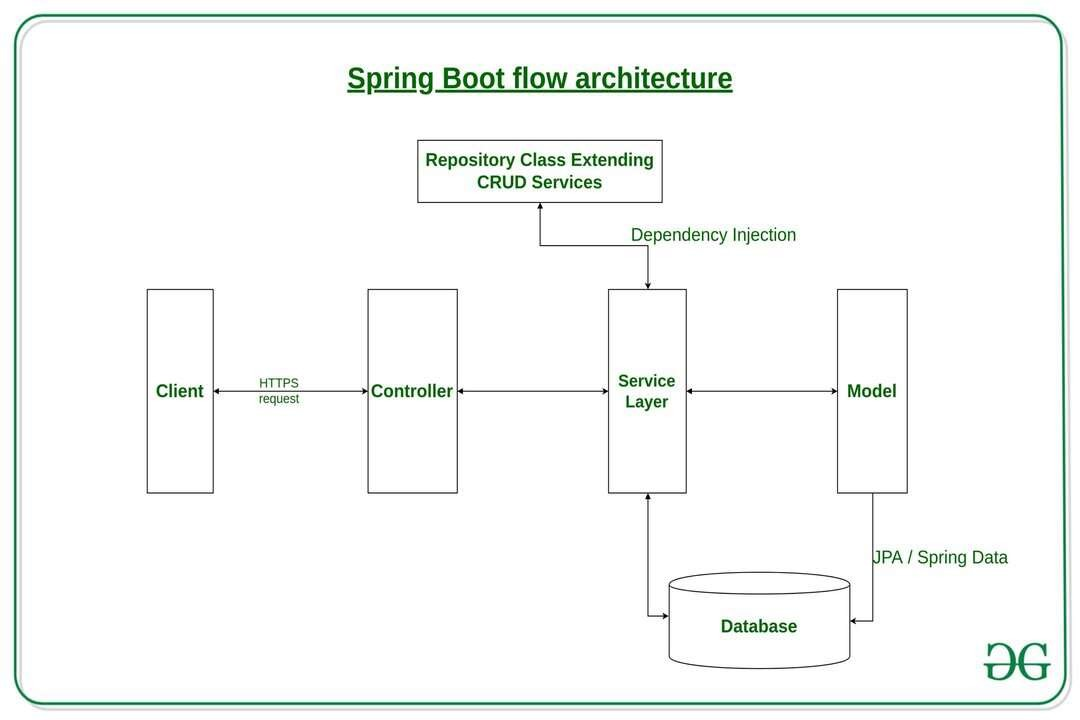 Spring Boot flow architecture
Repository Class Extending
CRUD Services
Dependency Injection
Client
HTTPS
request
Controller
Service
Layer
Model
JPA / Spring Data
Database